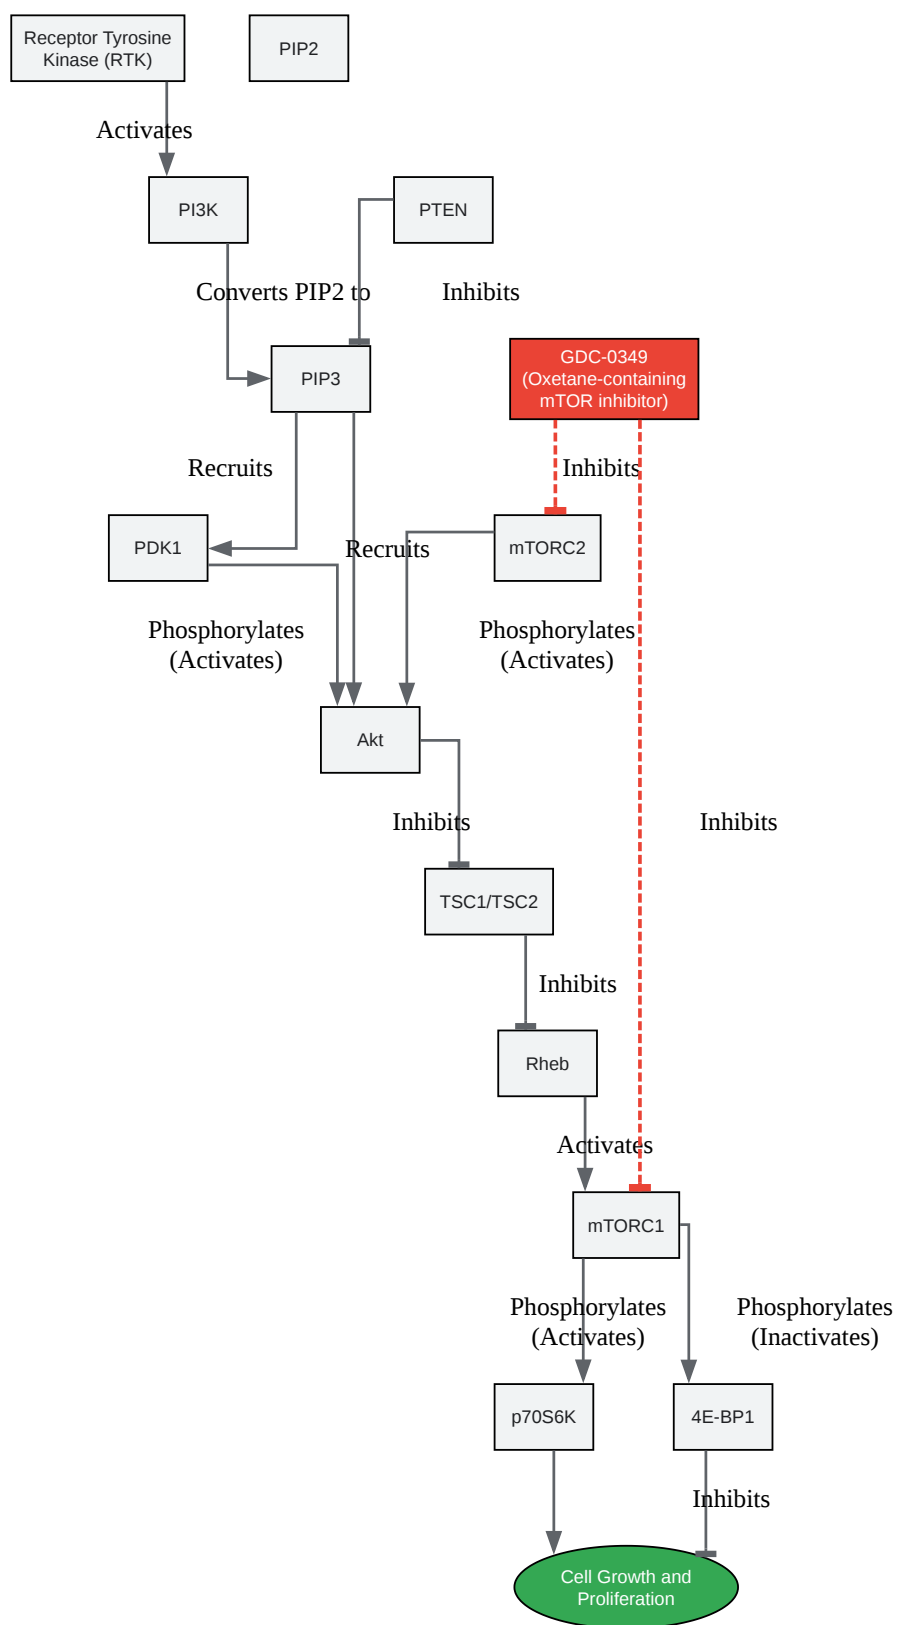 Receptor Tyrosine
Kinase (RTK)
PIP2
Activates
PI3K
PTEN
Converts PIP2 to
Inhibits
PIP3
GDC-0349
(Oxetane-containing
mTOR inhibitor)
Recruits
Inhibits
PDK1
Recruits
mTORC2
Phosphorylates
(Activates)
Phosphorylates
(Activates)
Akt
Inhibits
Inhibits
TSC1/TSC2
Inhibits
Rheb
Activates
mTORC1
Phosphorylates
(Activates)
Phosphorylates
(Inactivates)
p70S6K
4E-BP1
Inhibits
Cell Growth and
Proliferation